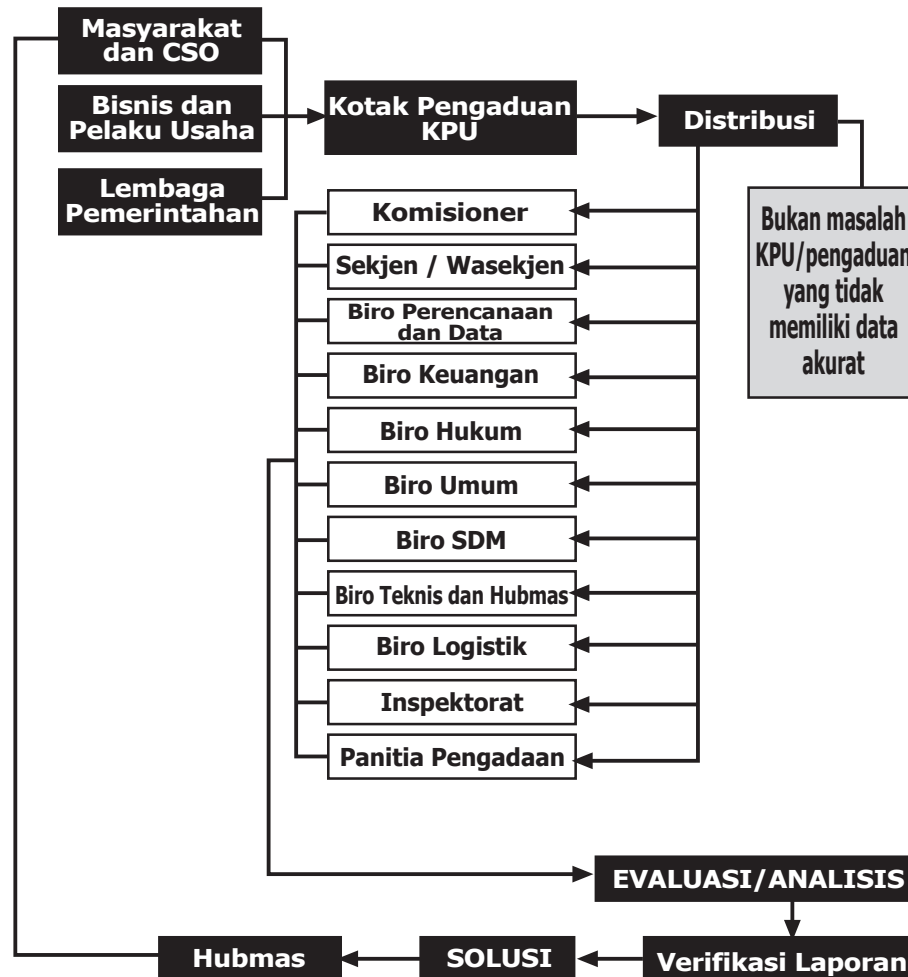 Masyarakat
dan CSO
Bisnis dan
Pelaku Usaha
Lembaga
Pemerintahan
Kotak Pengaduan
KPU
Distribusi
Bukan masalah
KPU/pengaduan
yang tidak
memiliki data
akurat
Komisioner
Sekjen / Wasekjen
Biro Perencanaan
dan Data
Biro Keuangan
Biro Hukum
Biro Umum
Biro SDM
Biro Teknis dan Hubmas
Biro Logistik
Inspektorat
Panitia Pengadaan
EVALUASI/ANALISIS
Verifikasi Laporan
SOLUSI
Hubmas